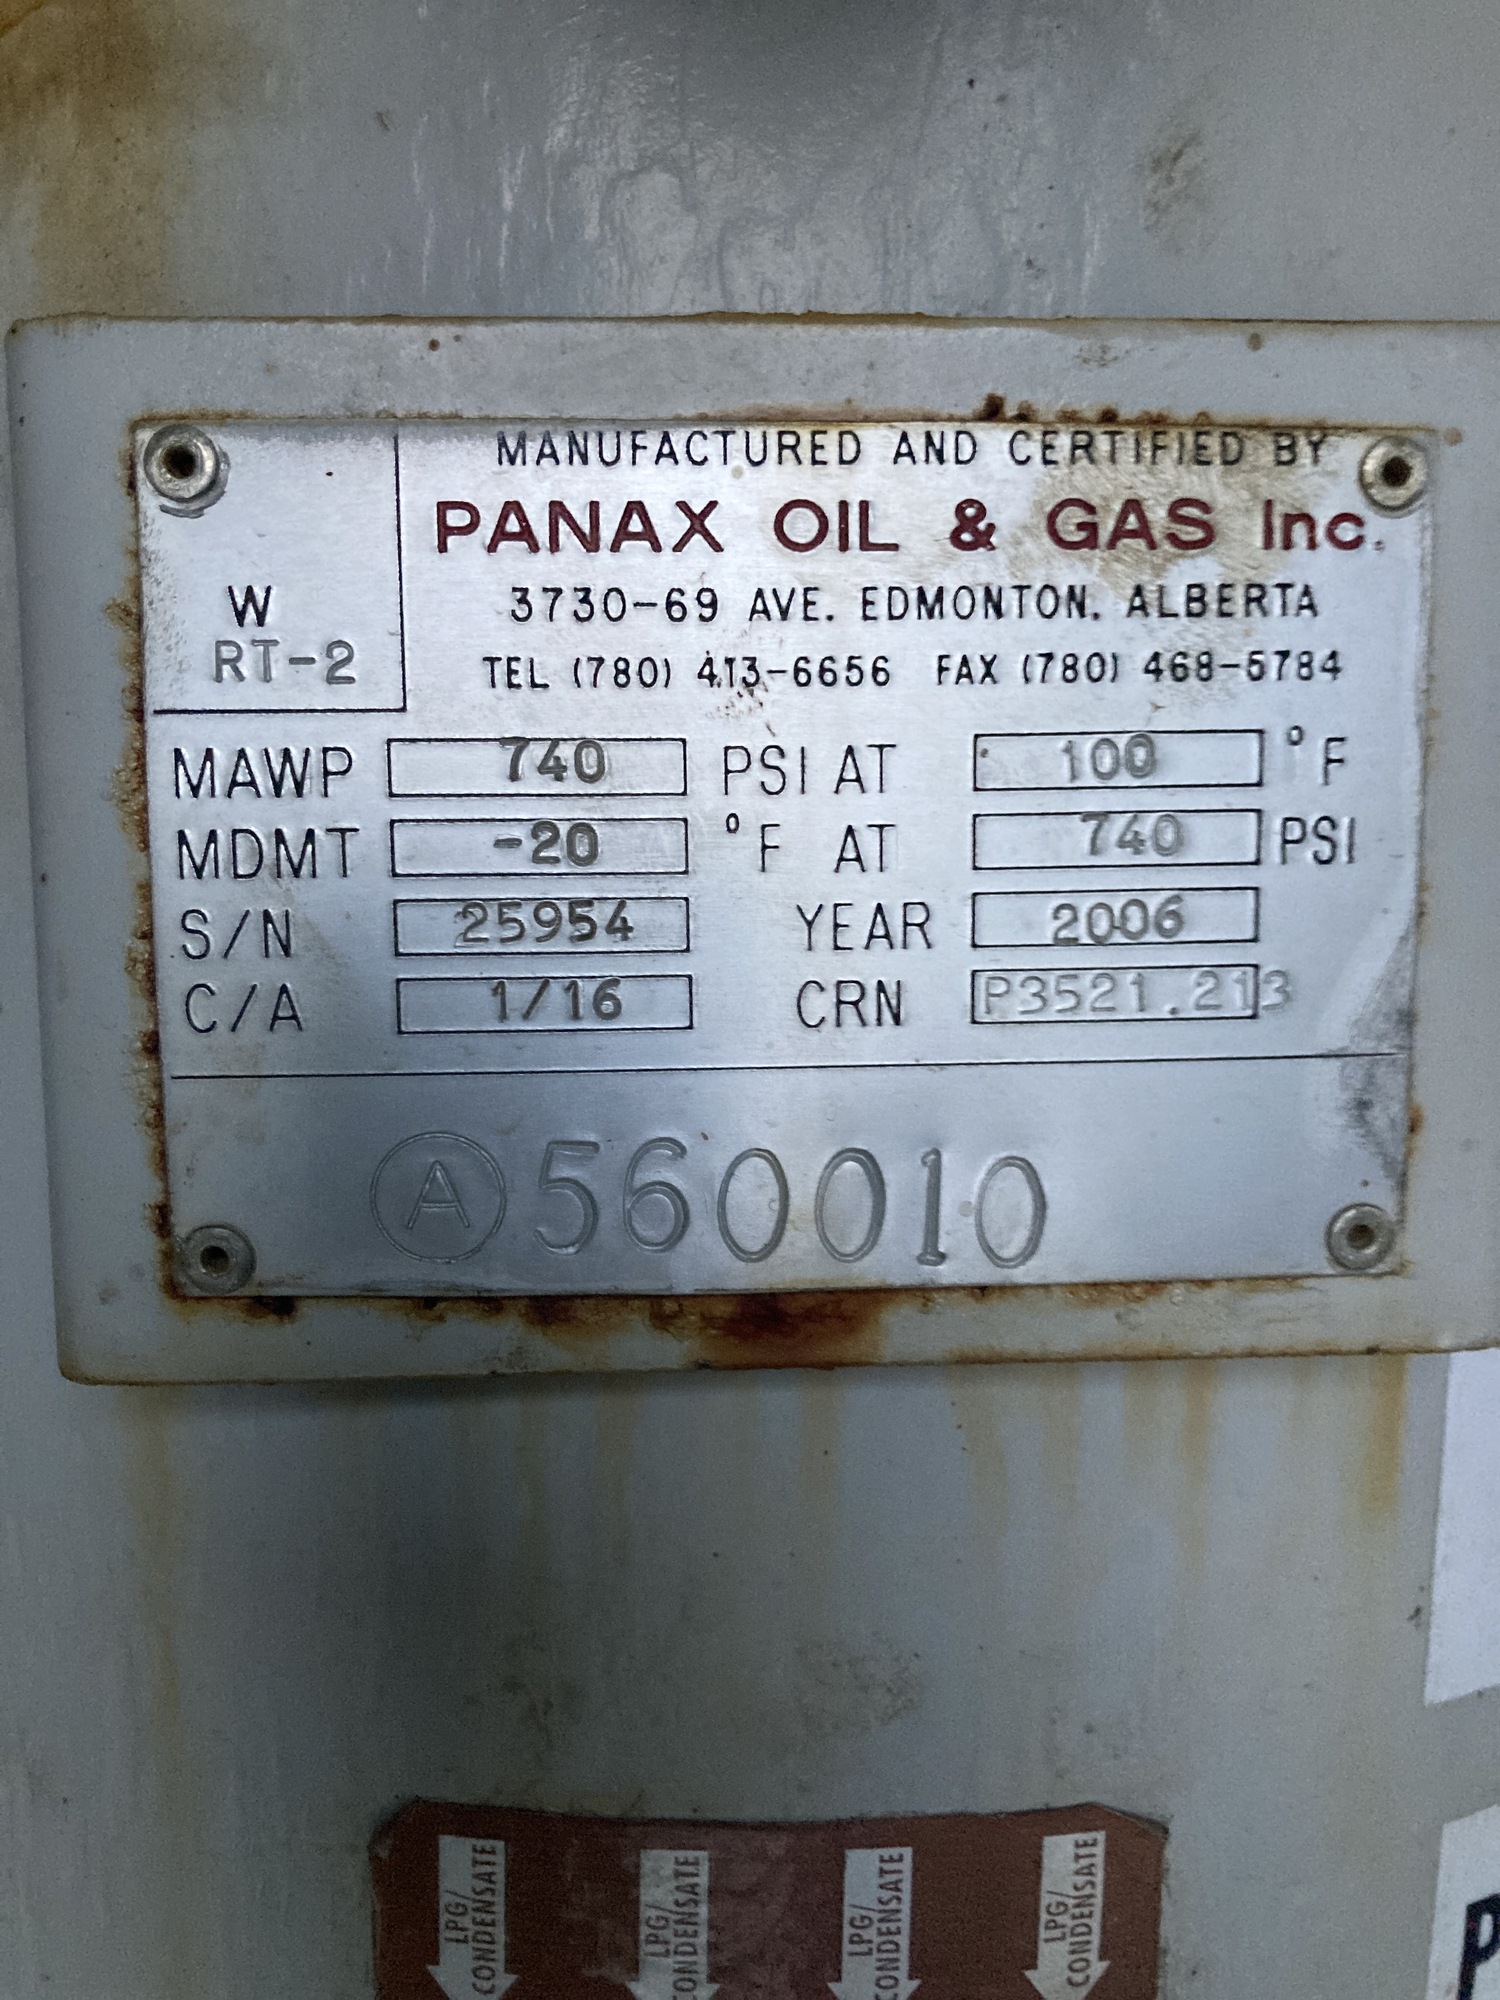 MANUFACTURED AND CERTIFIED BY
PANAX OIL & GAS Inc.
3730-69 AVE. EDMONTON. ALBERTA
TEL (780) 413-6656 FAX (780) 468-5784
W
RT-2
MAWP 740 PSI AT 100 °F
MDMT -20 °F AT 740 PSI
S/N 25954 YEAR 2006
C/A 1/16 CRN P3521.213
A 560010
LPG/
CONDENSATE
LPG/
CONDENSATE
LPG/
CONDENSATE
LPG/
CONDENSATE
P